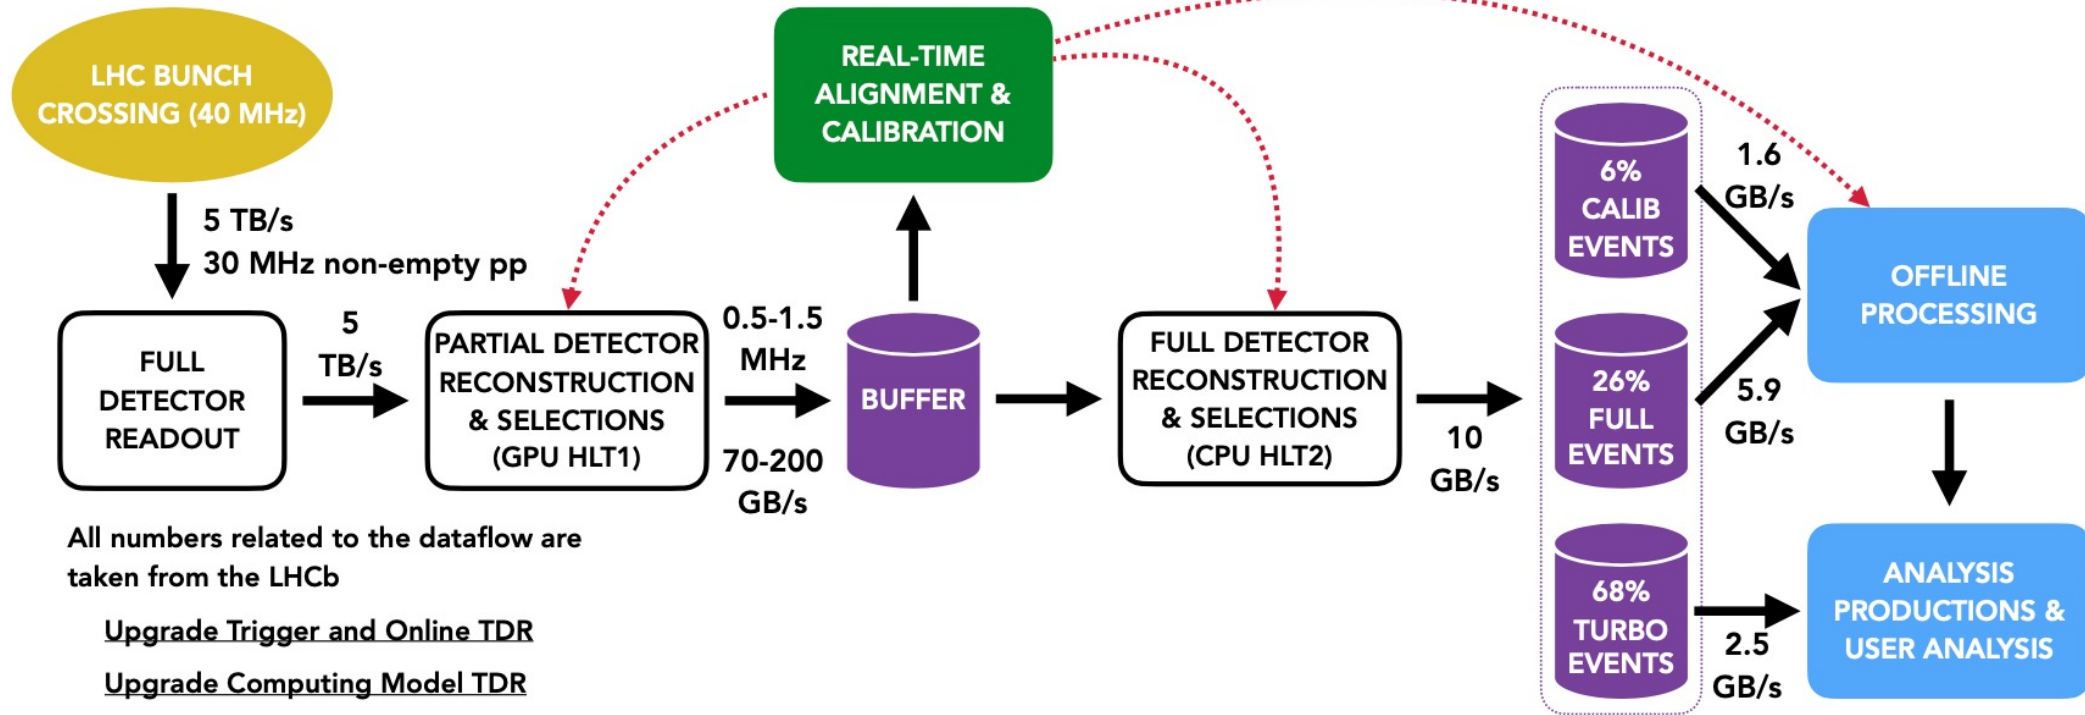 LHC BUNCH
CROSSING (40 MHz)
5 TB/s
30 MHz non-empty pp
FULL
DETECTOR
READOUT
5
TB/s
PARTIAL DETECTOR
RECONSTRUCTION
& SELECTIONS
(GPU HLT1)
0.5-1.5
MHz
70-200
GB/s
BUFFER
REAL-TIME
ALIGNMENT &
CALIBRATION
FULL DETECTOR
RECONSTRUCTION
& SELECTIONS
(CPU HLT2)
10
GB/s
6%
CALIB
EVENTS
1.6
GB/s
26%
FULL
EVENTS
5.9
GB/s
68%
TURBO
EVENTS
2.5
GB/s
OFFLINE
PROCESSING
ANALYSIS
PRODUCTIONS &
USER ANALYSIS
All numbers related to the dataflow are
taken from the LHCb
Upgrade Trigger and Online TDR
Upgrade Computing Model TDR